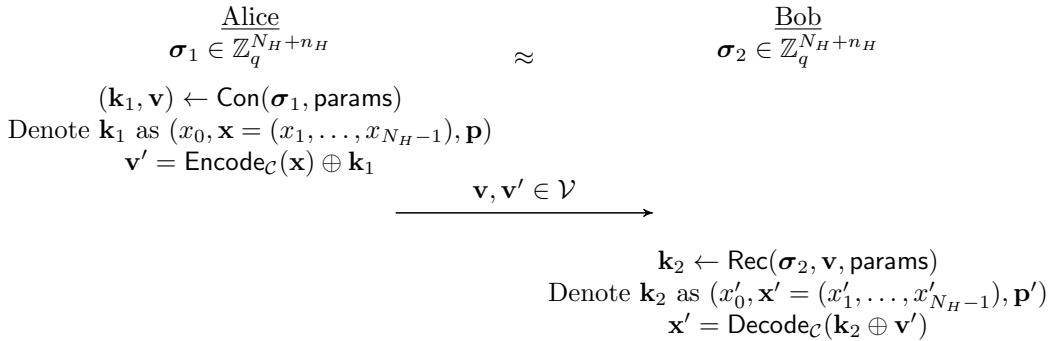 Alice Bob
𝝈₁ ∈ ℤ_q^{N_H+n_H} ≈ 𝝈₂ ∈ ℤ_q^{N_H+n_H}
(𝐤₁, 𝐯) ← Con(𝝈₁, params)
Denote 𝐤₁ as (x₀, 𝐱 = (x₁, …, x_{N_H−1}), 𝐩)
𝐯′ = Encode_𝒞(𝐱) ⊕ 𝐤₁
𝐯, 𝐯′ ∈ 𝒱
𝐤₂ ← Rec(𝝈₂, 𝐯, params)
Denote 𝐤₂ as (x′₀, 𝐱′ = (x′₁, …, x′_{N_H−1}), 𝐩′)
𝐱′ = Decode_𝒞(𝐤₂ ⊕ 𝐯′)